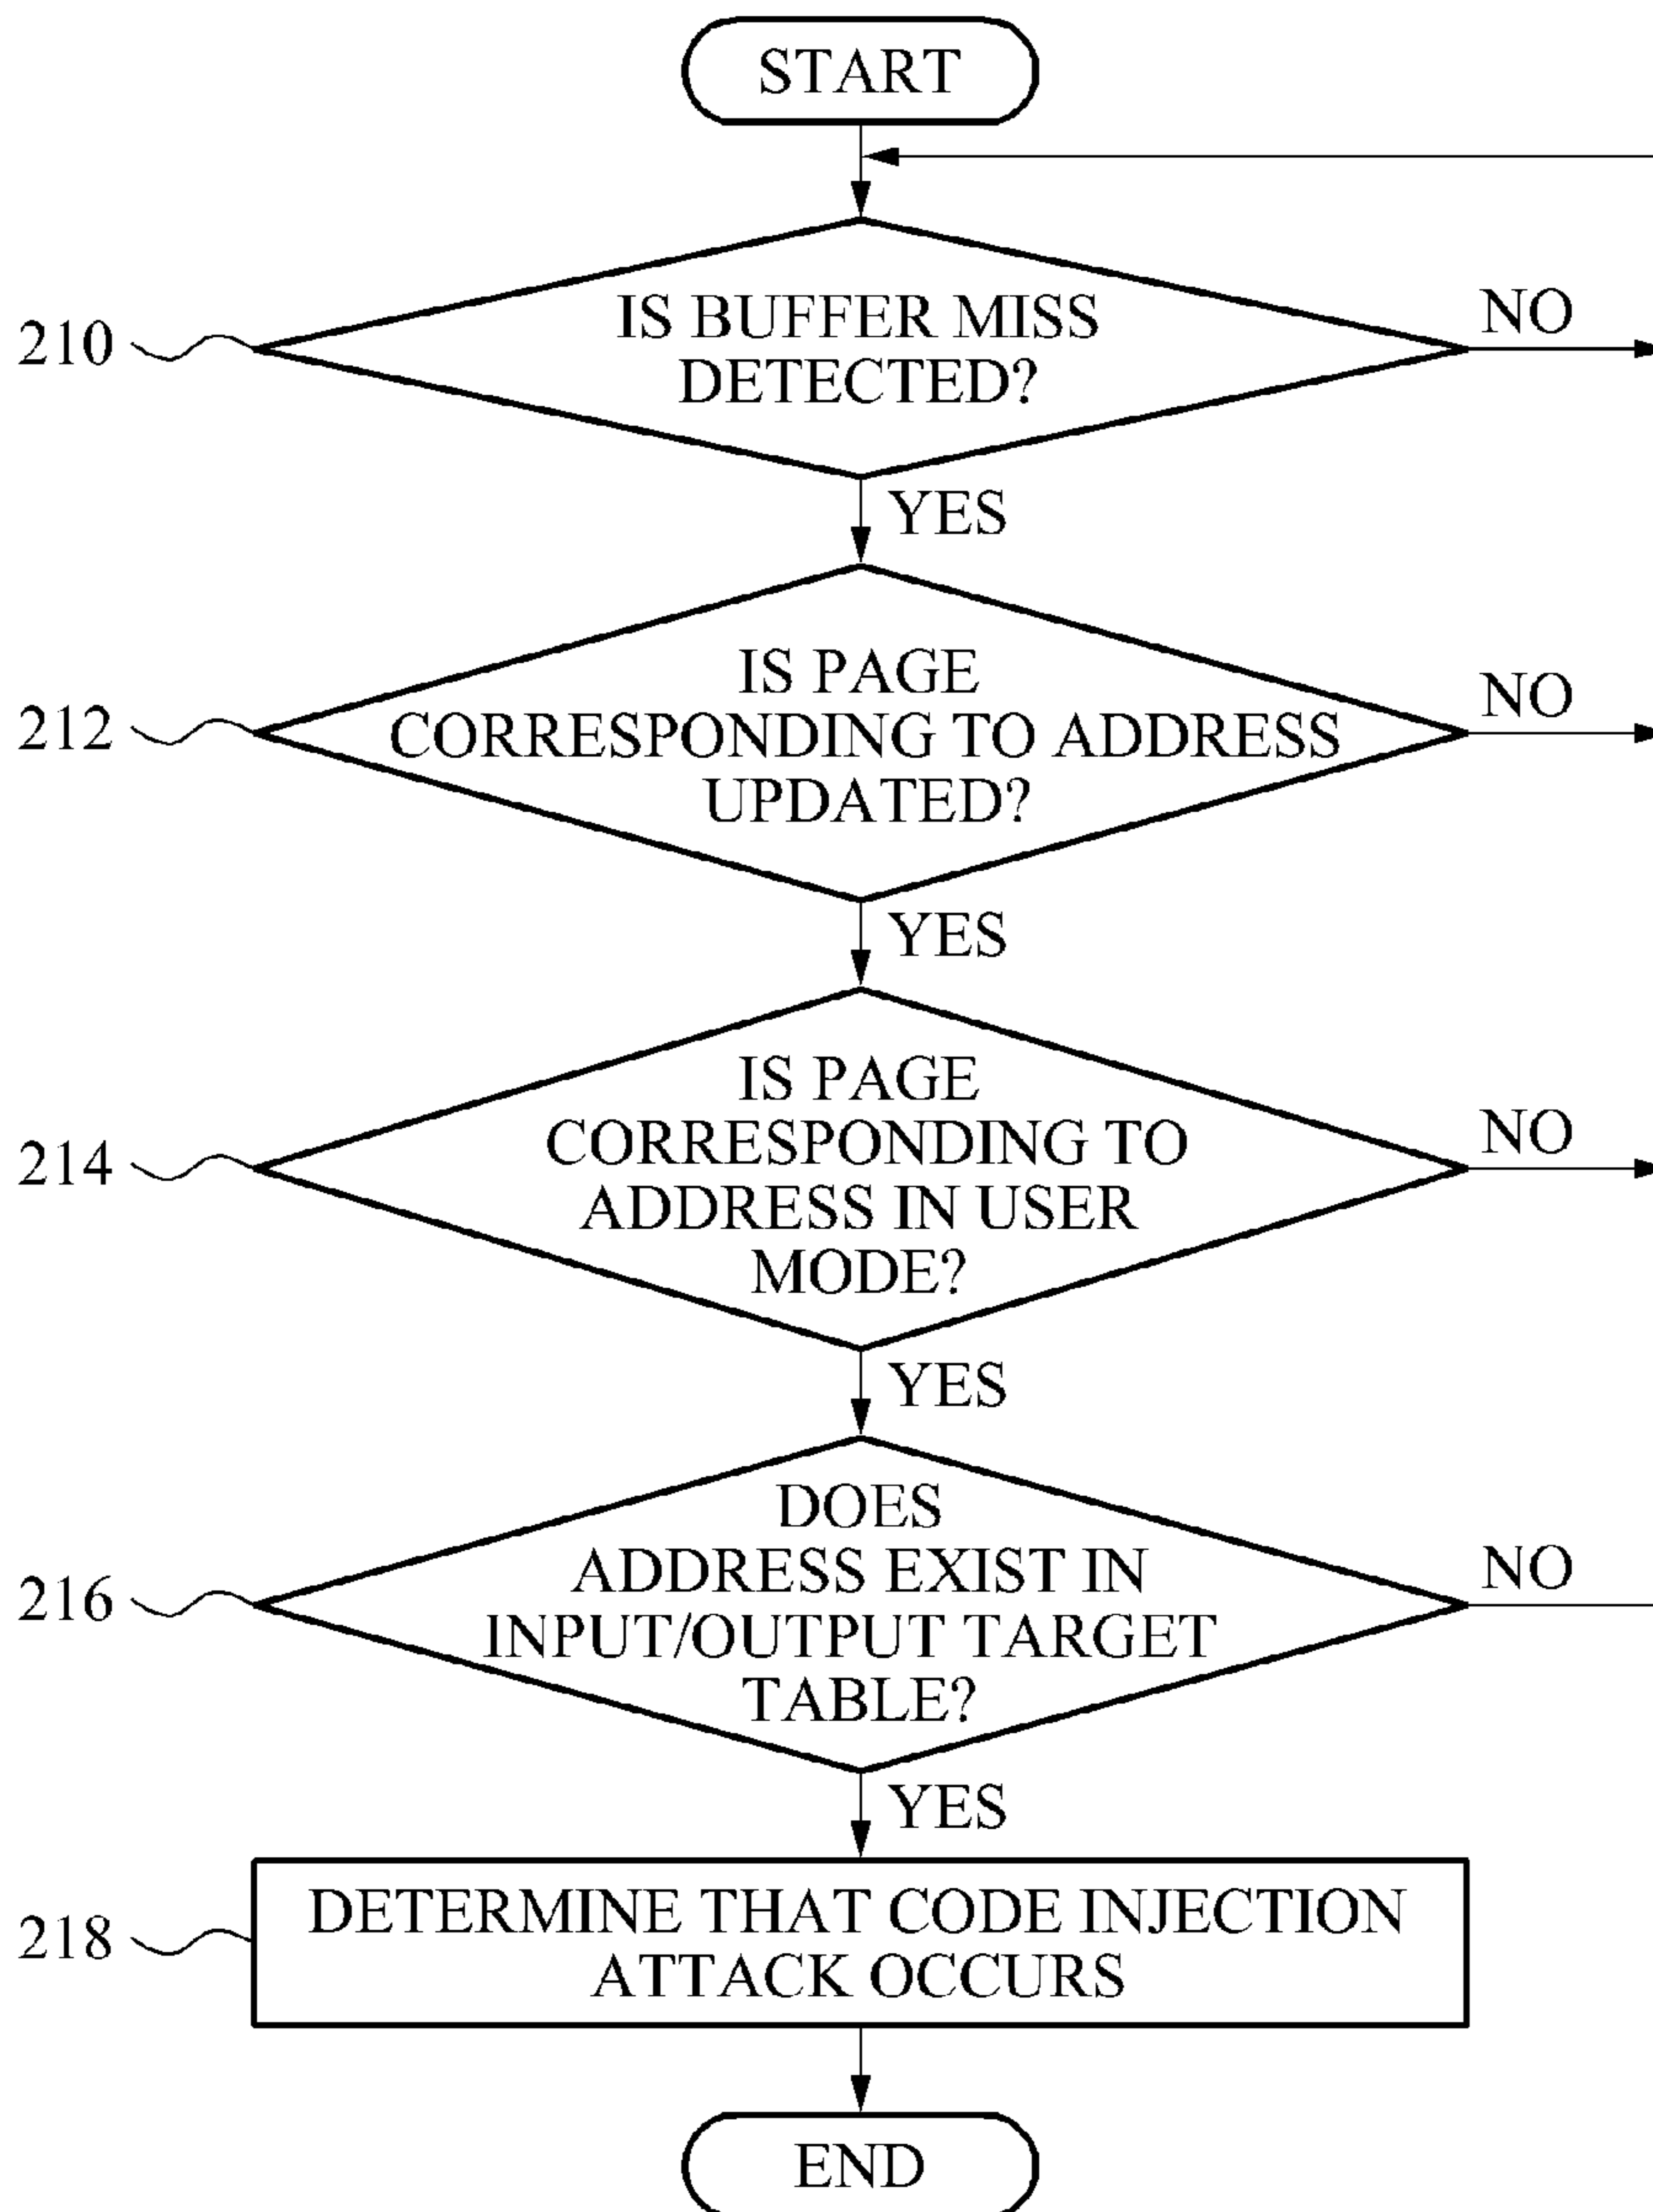 START
IS BUFFER MISS
DETECTED?
NO
210
YES
IS PAGE
CORRESPONDING TO ADDRESS
UPDATED?
NO
212
YES
IS PAGE
CORRESPONDING TO
ADDRESS IN USER
MODE?
NO
214
YES
DOES
ADDRESS EXIST IN
INPUT/OUTPUT TARGET
TABLE?
NO
216
YES
DETERMINE THAT CODE INJECTION
ATTACK OCCURS
218
END